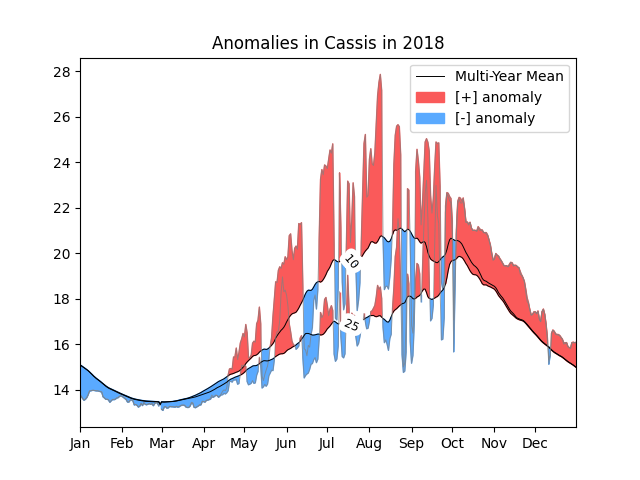 Anomalies in Cassis in 2018
28
26
24
22
20
18
16
14
Multi-Year Mean
[+] anomaly
[-] anomaly
10
25
Jan Feb Mar Apr May Jun Jul Aug Sep Oct Nov Dec